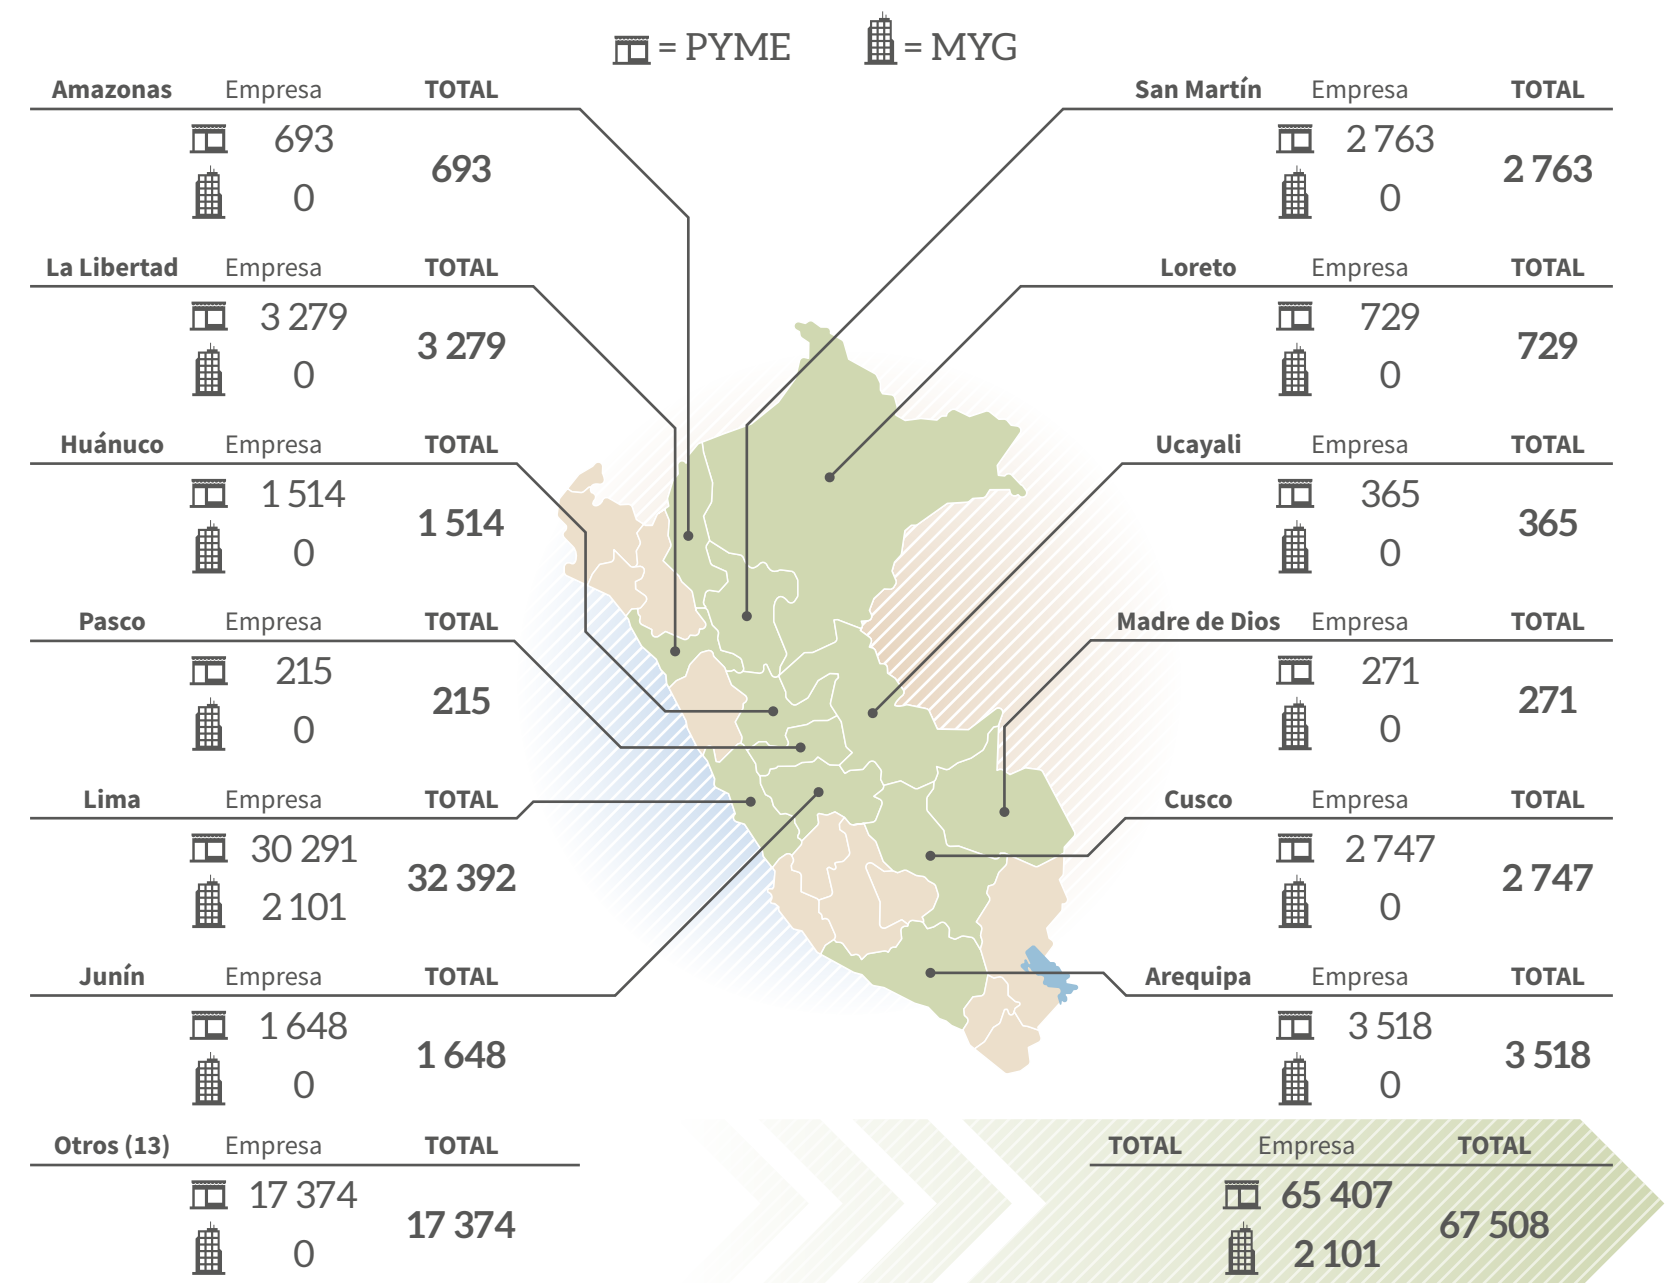 = PYME = MYG
Amazonas Empresa TOTAL
693
693
0
La Libertad Empresa TOTAL
3 279
3 279
0
Huánuco Empresa TOTAL
1 514
1 514
0
Pasco Empresa TOTAL
215
215
0
Lima Empresa TOTAL
30 291
32 392
2 101
Junín Empresa TOTAL
1 648
1 648
0
Otros (13) Empresa TOTAL
17 374
17 374
0
San Martín Empresa TOTAL
2 763
2 763
0
Loreto Empresa TOTAL
729
729
0
Ucayali Empresa TOTAL
365
365
0
Madre de Dios Empresa TOTAL
271
271
0
Cusco Empresa TOTAL
2 747
2 747
0
Arequipa Empresa TOTAL
3 518
3 518
0
TOTAL Empresa TOTAL
65 407
67 508
2 101